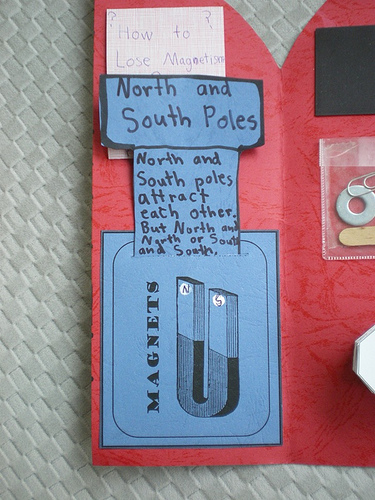 ? ?
How to
Lose Magnetism
North and
South Poles
North and
South poles
attract
each other.
But North and
North or South
and South.
MAGNETS
N
S